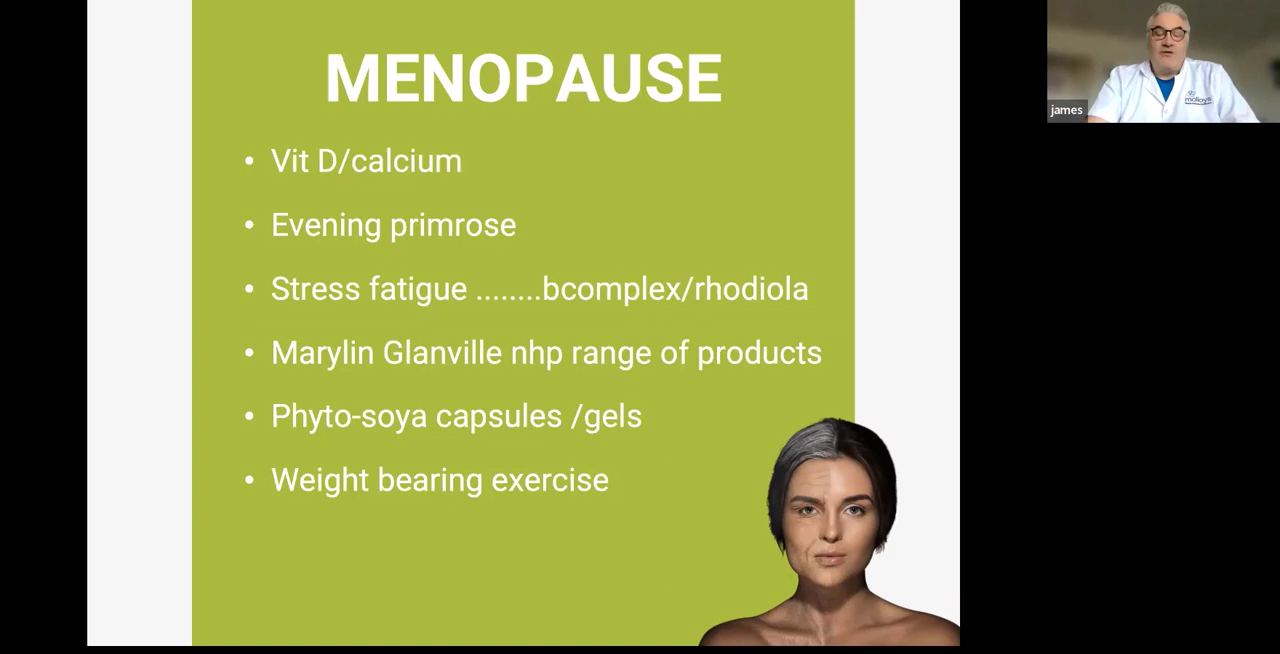 MENOPAUSE
• Vit D/calcium
• Evening primrose
• Stress fatigue ........bcomplex/rhodiola
• Marylin Glanville nhp range of products
• Phyto-soya capsules /gels
• Weight bearing exercise
james
molloys